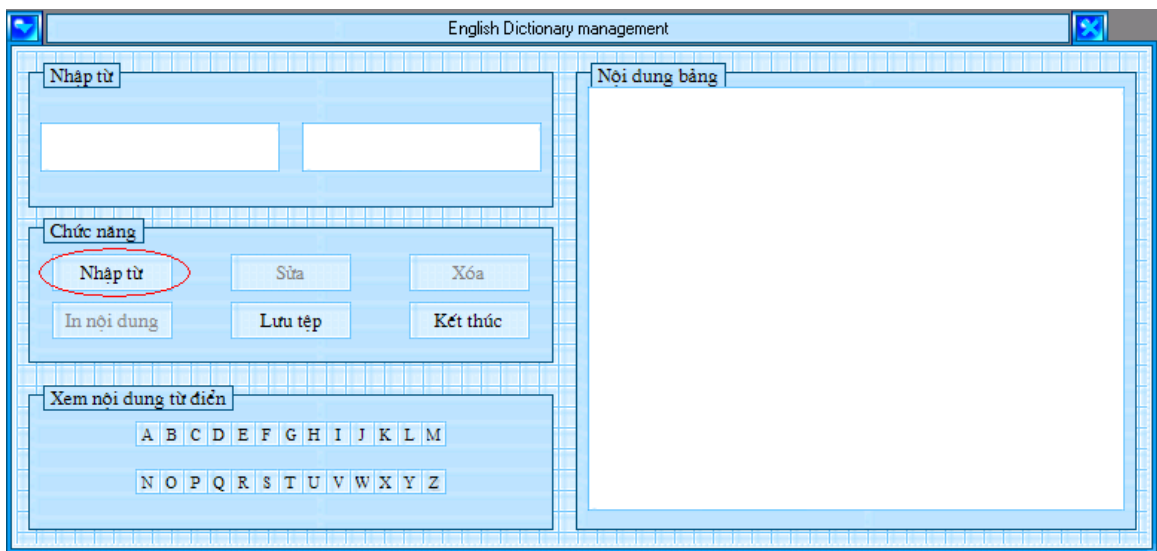 English Dictionary management
Nhập từ
Nội dung bảng
Chức năng
Nhập từ Sửa Xóa
In nội dung Lưu tệp Kết thúc
Xem nội dung từ điển
A B C D E F G H I J K L M
N O P Q R S T U V W X Y Z